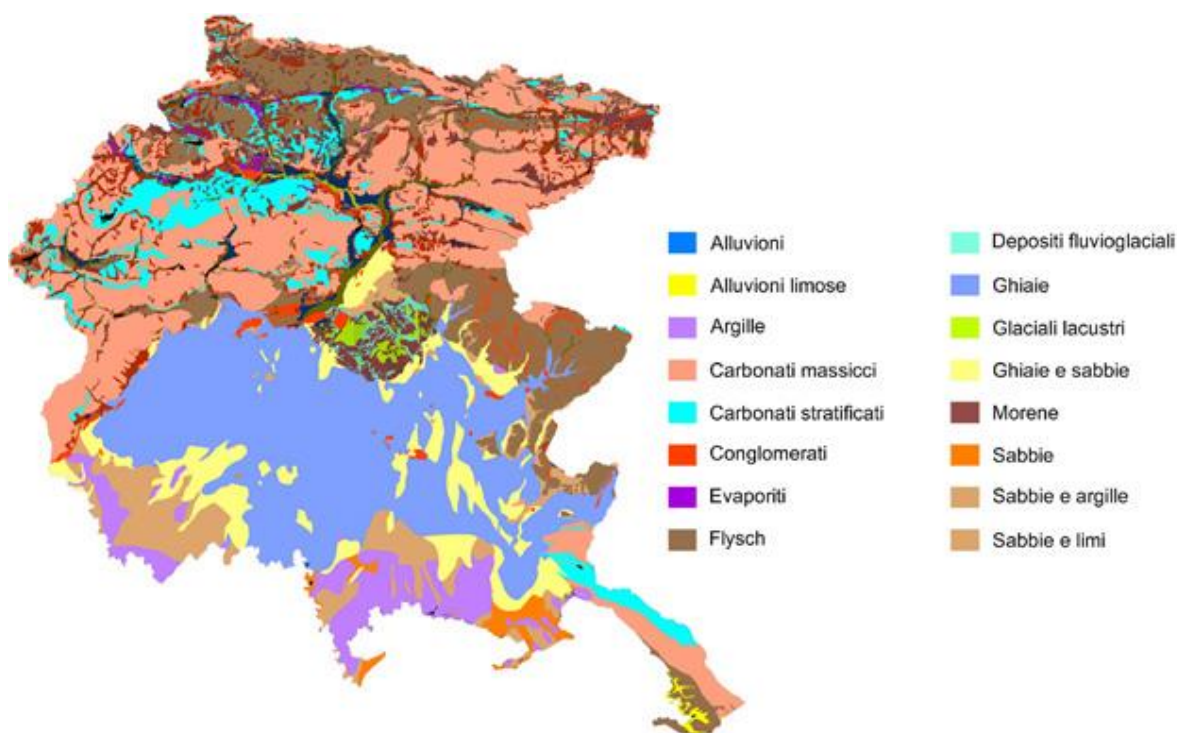 Alluvioni
Alluvioni limose
Argille
Carbonati massicci
Carbonati stratificati
Conglomerati
Evaporiti
Flysch
Depositi fluvioglaciali
Ghiaie
Glaciali lacustri
Ghiaie e sabbie
Morene
Sabbie
Sabbie e argille
Sabbie e limi